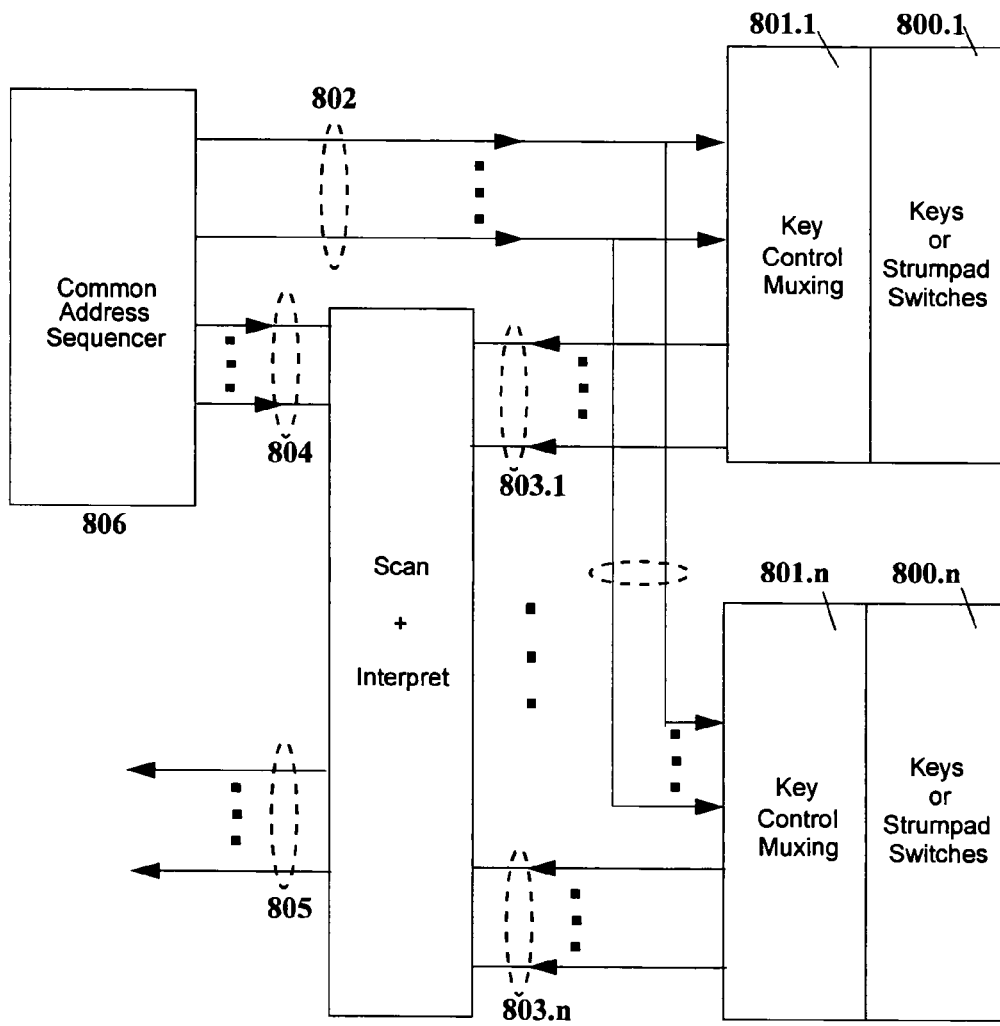 801.1 800.1
802
Key
Control
Muxing
Keys
or
Strumpad
Switches
Common
Address
Sequencer
804
803.1
806
Scan
+
Interpret
801.n 800.n
Key
Control
Muxing
Keys
or
Strumpad
Switches
805
803.n